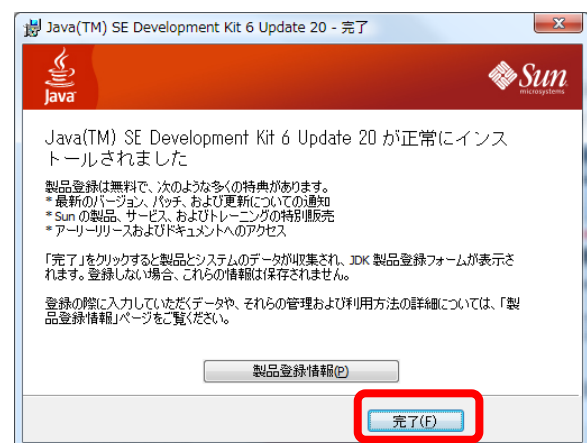 Java(TM) SE Development Kit 6 Update 20 - 完了
Java
Sun
microsystems
Java(TM) SE Development Kit 6 Update 20 が正常にインス
トールされました
製品登録は無料で、次のような多くの特典があります。
* 最新のバージョン、パッチ、および更新についての通知
* Sun の製品、サービス、およびトレーニングの特別販売
* アーリーリリースおよびドキュメントへのアクセス
「完了」をクリックすると製品とシステムのデータが収集され、JDK 製品登録フォームが表示さ
れます。登録しない場合、これらの情報は保存されません。
登録の際に入力していただくデータや、それらの管理および利用方法の詳細については、「製
品登録情報」ページをご覧ください。
製品登録情報(P)
完了(F)